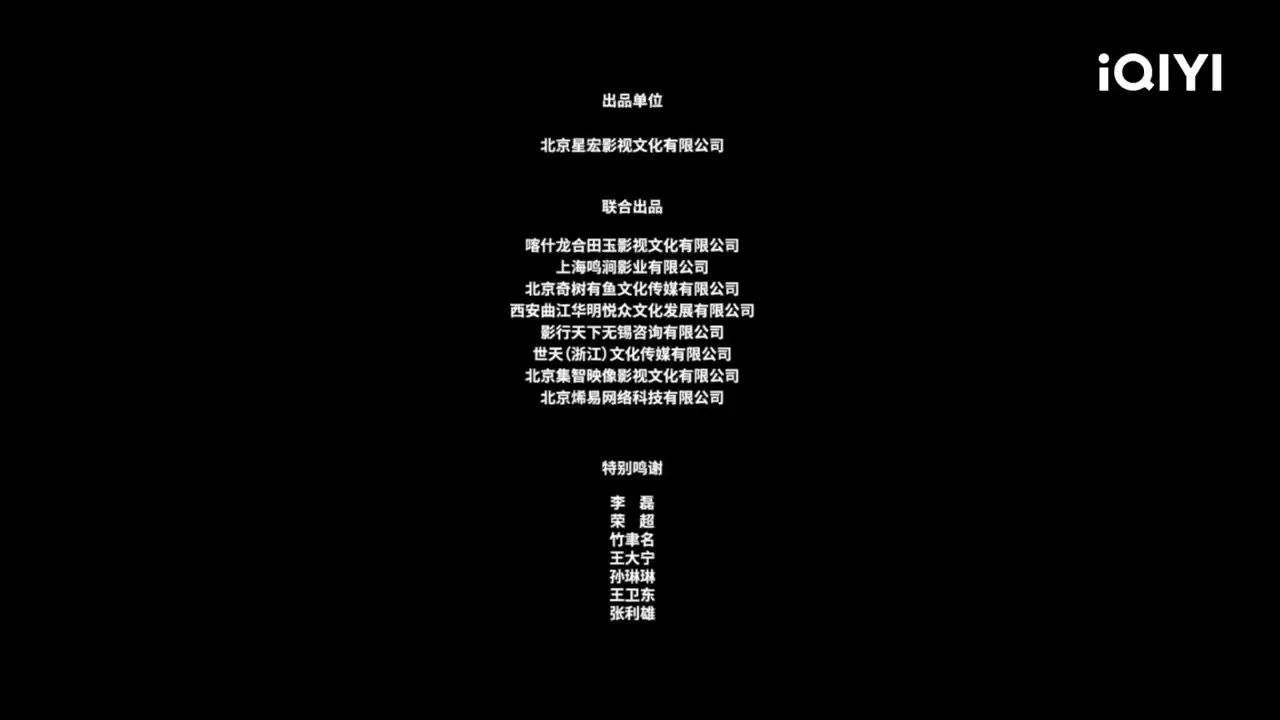 iQIYI
出品单位
北京星宏影视文化有限公司
联合出品
喀什龙合田玉影视文化有限公司
上海鸣涧影业有限公司
北京奇树有鱼文化传媒有限公司
西安曲江华明悦众文化发展有限公司
影行天下无锡咨询有限公司
世天(浙江)文化传媒有限公司
北京集智映像影视文化有限公司
北京烯易网络科技有限公司
特别鸣谢
李 磊
荣 超
竹聿名
王大宁
孙琳琳
王卫东
张利雄